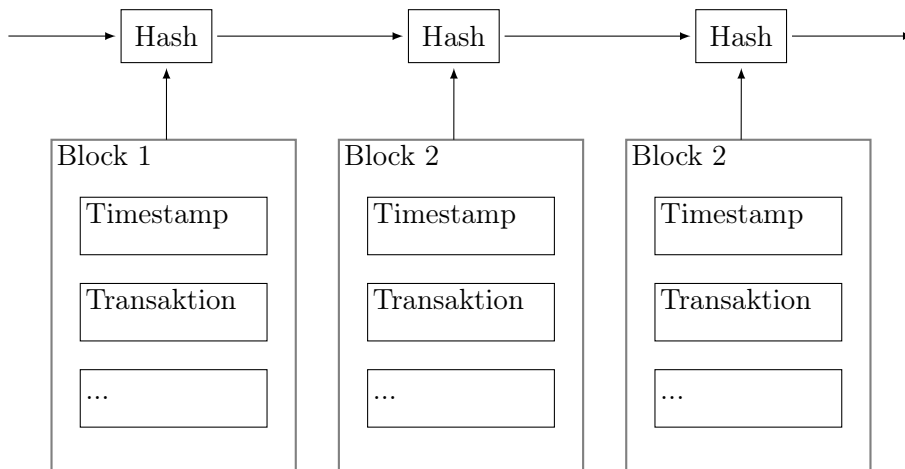 Hash Hash Hash
Block 1 Block 2 Block 2
Timestamp Timestamp Timestamp
Transaktion Transaktion Transaktion
... ... ...